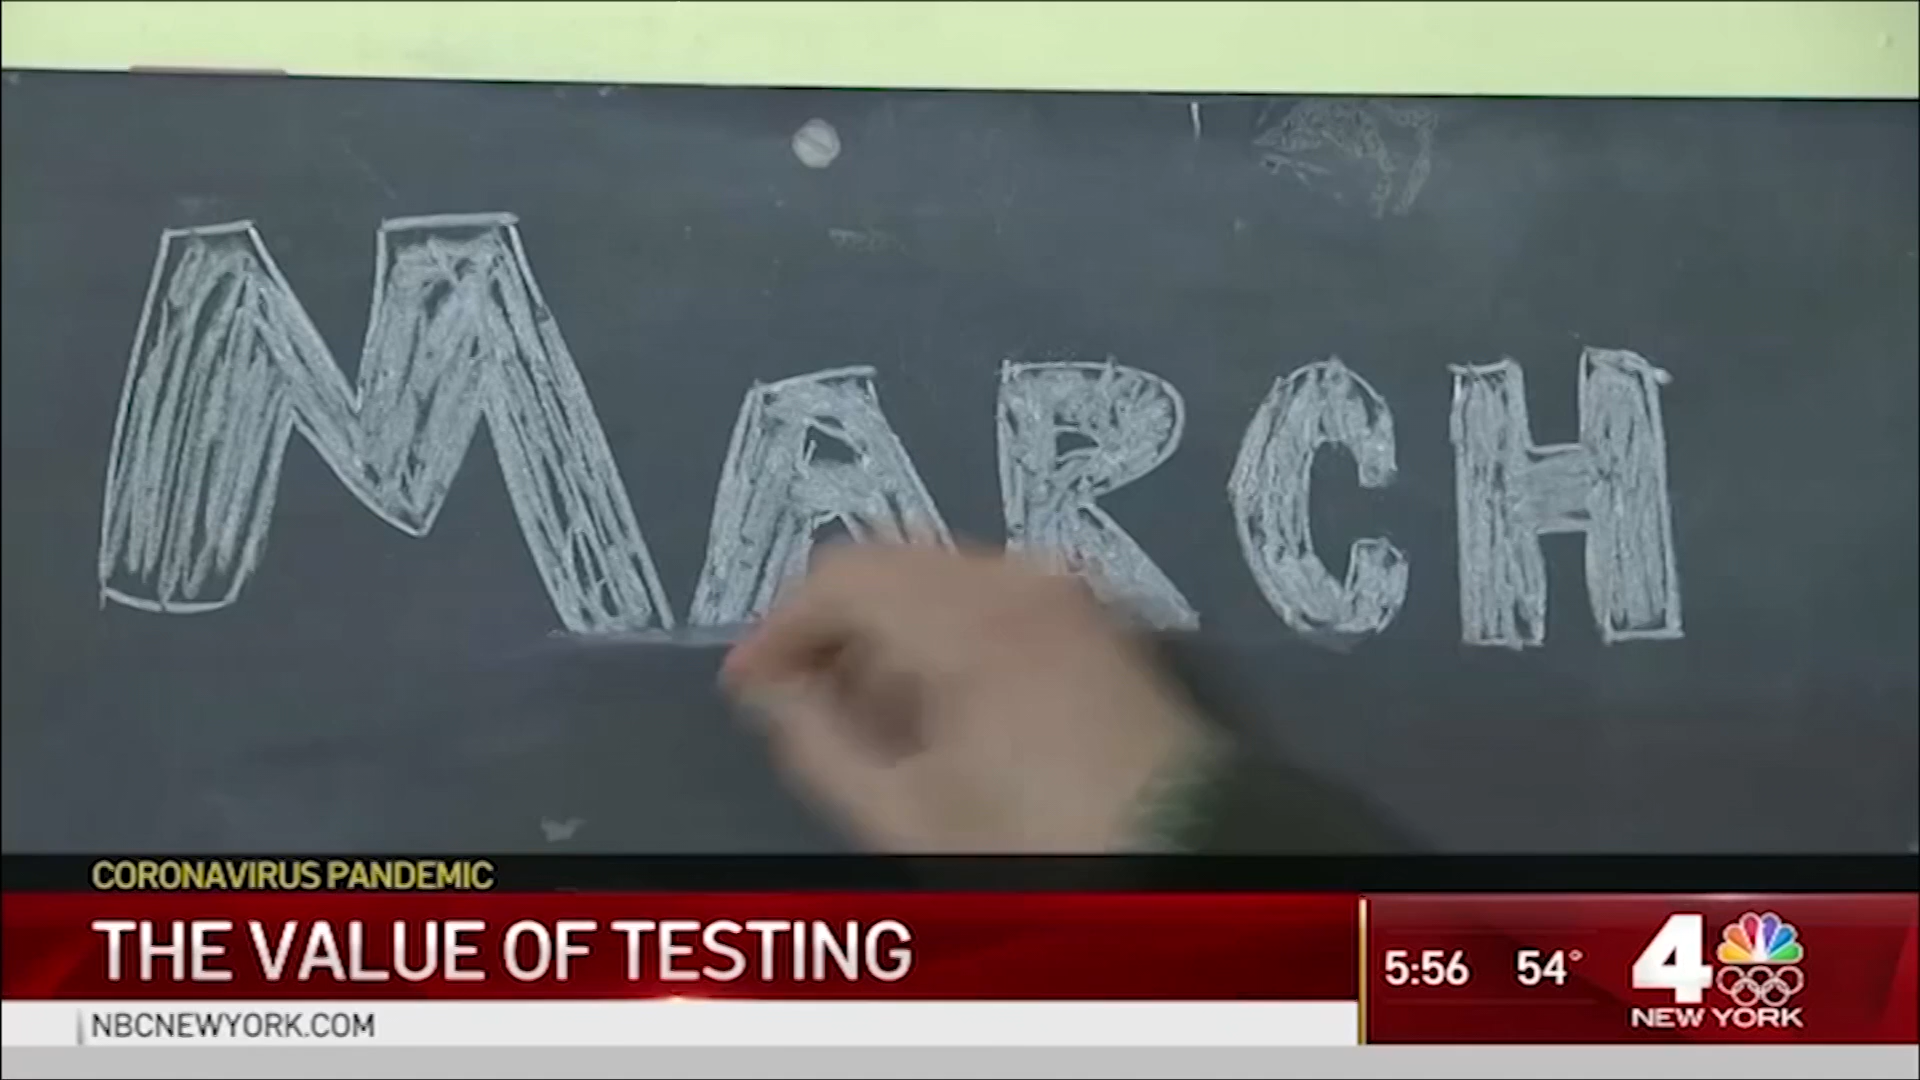 MARCH
CORONAVIRUS PANDEMIC
THE VALUE OF TESTING
5:56 54°
4
NEW YORK
NBCNEWYORK.COM